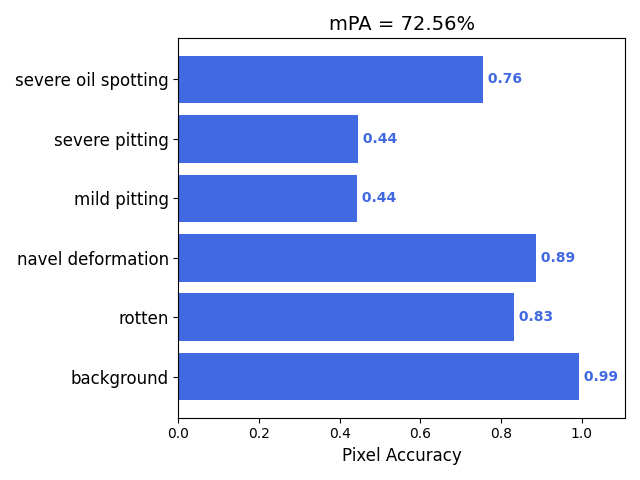 mPA = 72.56%
severe oil spotting
0.76
severe pitting
0.44
mild pitting
0.44
navel deformation
0.89
rotten
0.83
background
0.99
0.0 0.2 0.4 0.6 0.8 1.0
Pixel Accuracy